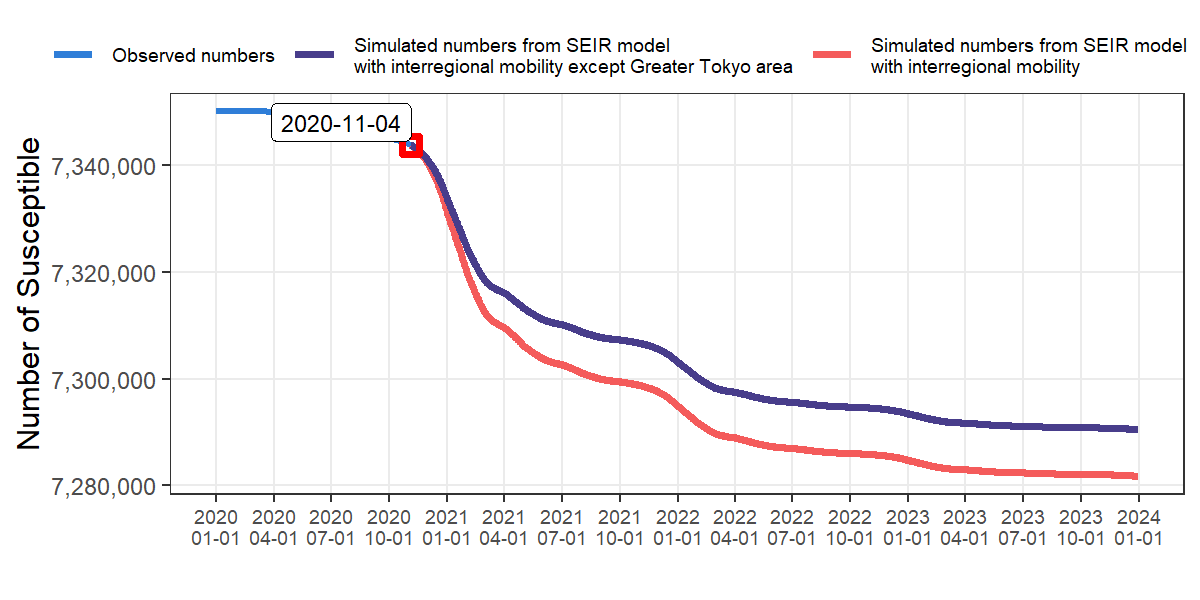 Observed numbers
Simulated numbers from SEIR model
with interregional mobility except Greater Tokyo area
Simulated numbers from SEIR model
with interregional mobility
Number of Susceptible
7,340,000
7,320,000
7,300,000
7,280,000
2020-11-04
2020 2020 2020 2020 2021 2021 2021 2021 2022 2022 2022 2022 2023 2023 2023 2023 2024
01-01 04-01 07-01 10-01 01-01 04-01 07-01 10-01 01-01 04-01 07-01 10-01 01-01 04-01 07-01 10-01 01-01